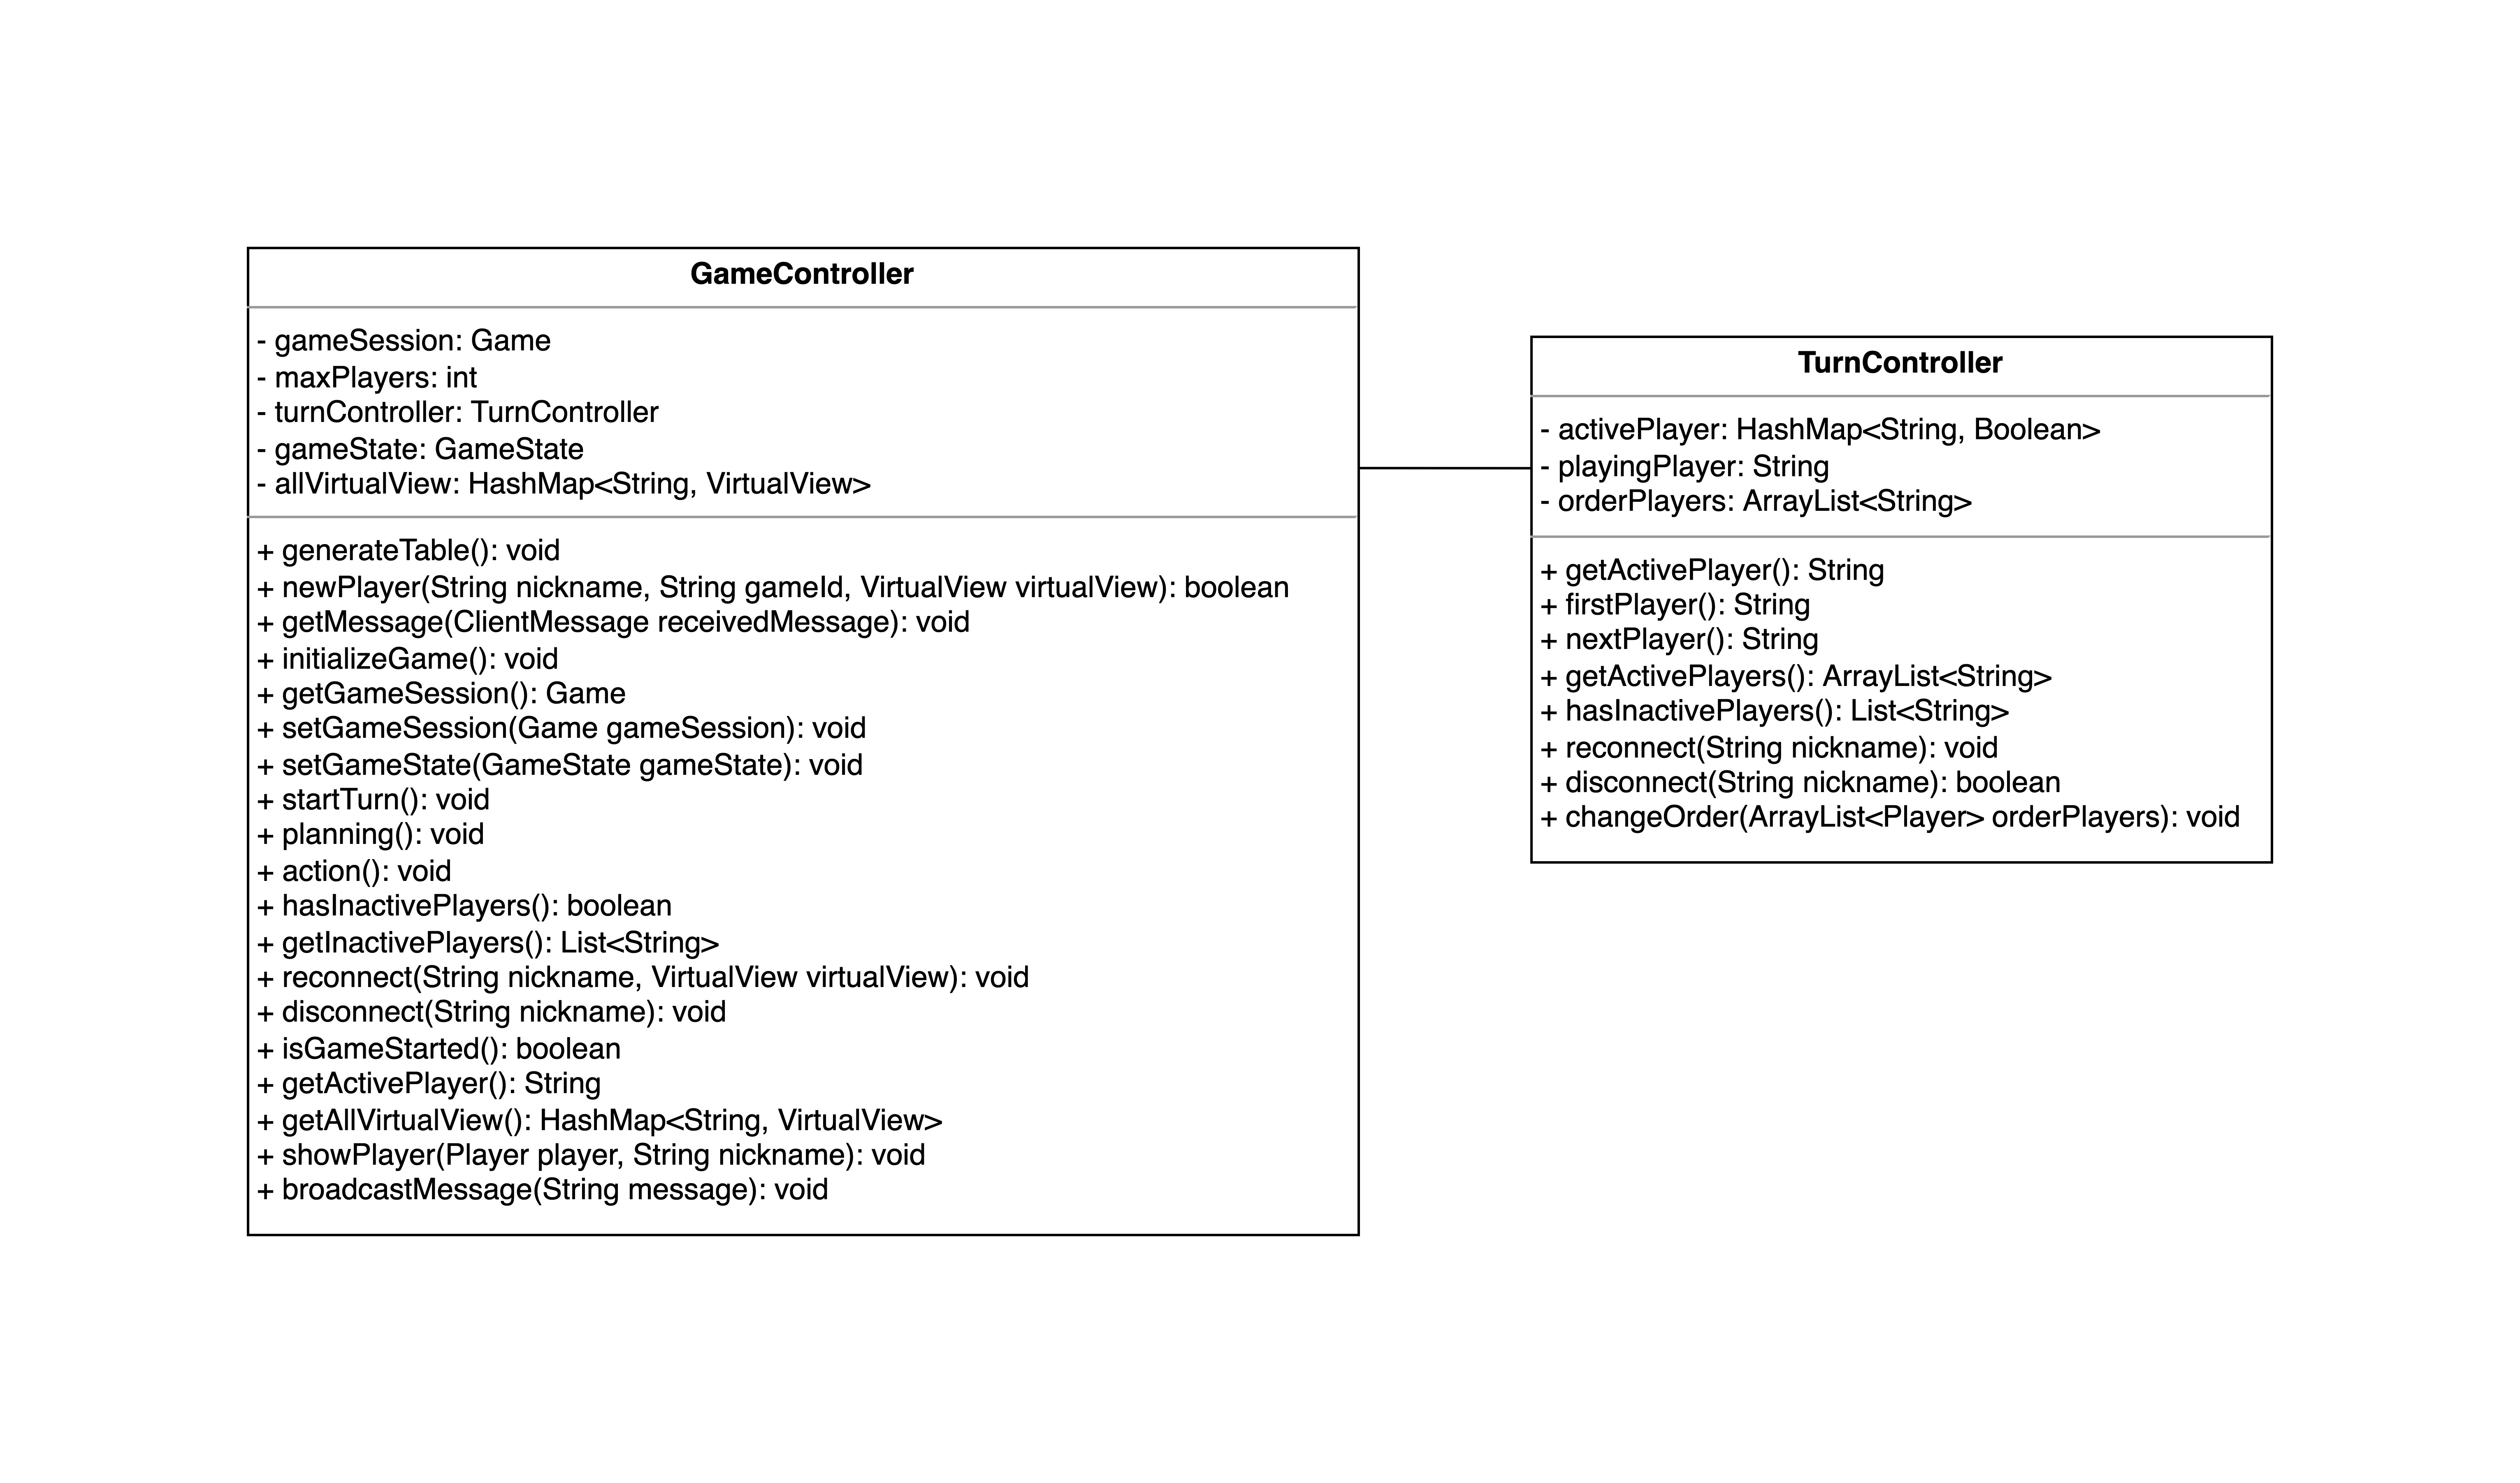 GameController
- gameSession: Game
- maxPlayers: int
- turnController: TurnController
- gameState: GameState
- allVirtualView: HashMap<String, VirtualView>
+ generateTable(): void
+ newPlayer(String nickname, String gameId, VirtualView virtualView): boolean
+ getMessage(ClientMessage receivedMessage): void
+ initializeGame(): void
+ getGameSession(): Game
+ setGameSession(Game gameSession): void
+ setGameState(GameState gameState): void
+ startTurn(): void
+ planning(): void
+ action(): void
+ hasInactivePlayers(): boolean
+ getInactivePlayers(): List<String>
+ reconnect(String nickname, VirtualView virtualView): void
+ disconnect(String nickname): void
+ isGameStarted(): boolean
+ getActivePlayer(): String
+ getAllVirtualView(): HashMap<String, VirtualView>
+ showPlayer(Player player, String nickname): void
+ broadcastMessage(String message): void
TurnController
- activePlayer: HashMap<String, Boolean>
- playingPlayer: String
- orderPlayers: ArrayList<String>
+ getActivePlayer(): String
+ firstPlayer(): String
+ nextPlayer(): String
+ getActivePlayers(): ArrayList<String>
+ hasInactivePlayers(): List<String>
+ reconnect(String nickname): void
+ disconnect(String nickname): boolean
+ changeOrder(ArrayList<Player> orderPlayers): void